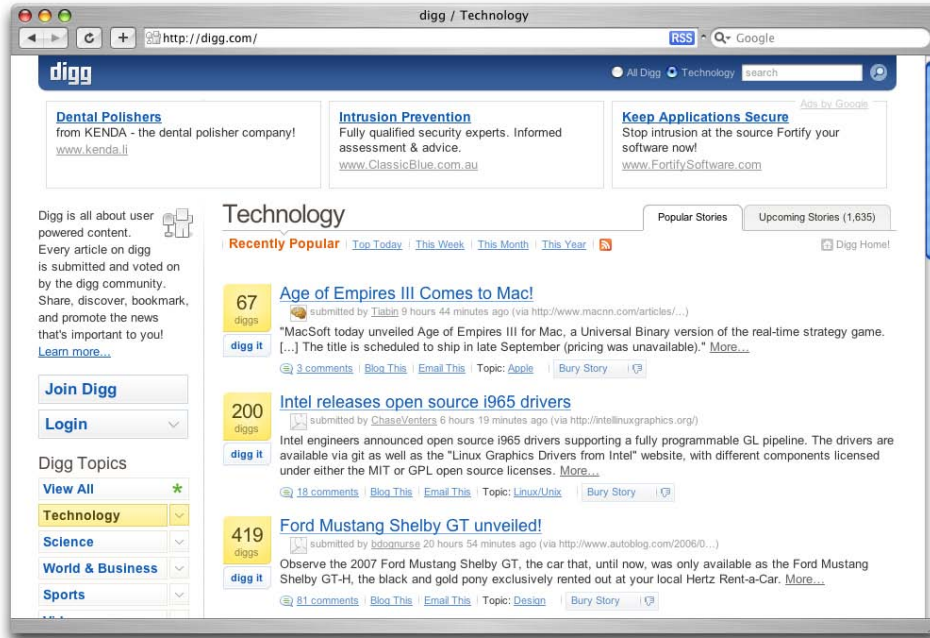 digg / Technology
http://digg.com/
RSS
Google
digg
All Digg Technology search
Ads by Google
Dental Polishers
from KENDA - the dental polisher company!
www.kenda.li
Intrusion Prevention
Fully qualified security experts. Informed
assessment & advice.
www.ClassicBlue.com.au
Keep Applications Secure
Stop intrusion at the source Fortify your
software now!
www.FortifySoftware.com
Digg is all about user
powered content.
Every article on digg
is submitted and voted on
by the digg community.
Share, discover, bookmark,
and promote the news
that's important to you!
Learn more...
Join Digg
Login
Digg Topics
View All
Technology
Science
World & Business
Sports
Technology
Popular Stories
Upcoming Stories (1,635)
Recently Popular Top Today This Week This Month This Year
Digg Home!
67
diggs
digg it
Age of Empires III Comes to Mac!
submitted by Tiabin 9 hours 44 minutes ago (via http://www.macnn.com/articles/...)
"MacSoft today unveiled Age of Empires III for Mac, a Universal Binary version of the real-time strategy game.
[...] The title is scheduled to ship in late September (pricing was unavailable)." More...
3 comments Blog This Email This Topic: Apple Bury Story
200
diggs
digg it
Intel releases open source i965 drivers
submitted by ChaseVenters 6 hours 19 minutes ago (via http://intellinuxgraphics.org/)
Intel engineers announced open source i965 drivers supporting a fully programmable GL pipeline. The drivers are
available via git as well as the "Linux Graphics Drivers from Intel" website, with different components licensed
under either the MIT or GPL open source licenses. More...
18 comments Blog This Email This Topic: Linux/Unix Bury Story
419
diggs
digg it
Ford Mustang Shelby GT unveiled!
submitted by bdognurse 20 hours 54 minutes ago (via http://www.autoblog.com/2006/0...)
Observe the 2007 Ford Mustang Shelby GT, the car that, until now, was only available as the Ford Mustang
Shelby GT-H, the black and gold pony exclusively rented out at your local Hertz Rent-a-Car. More...
81 comments Blog This Email This Topic: Design Bury Story